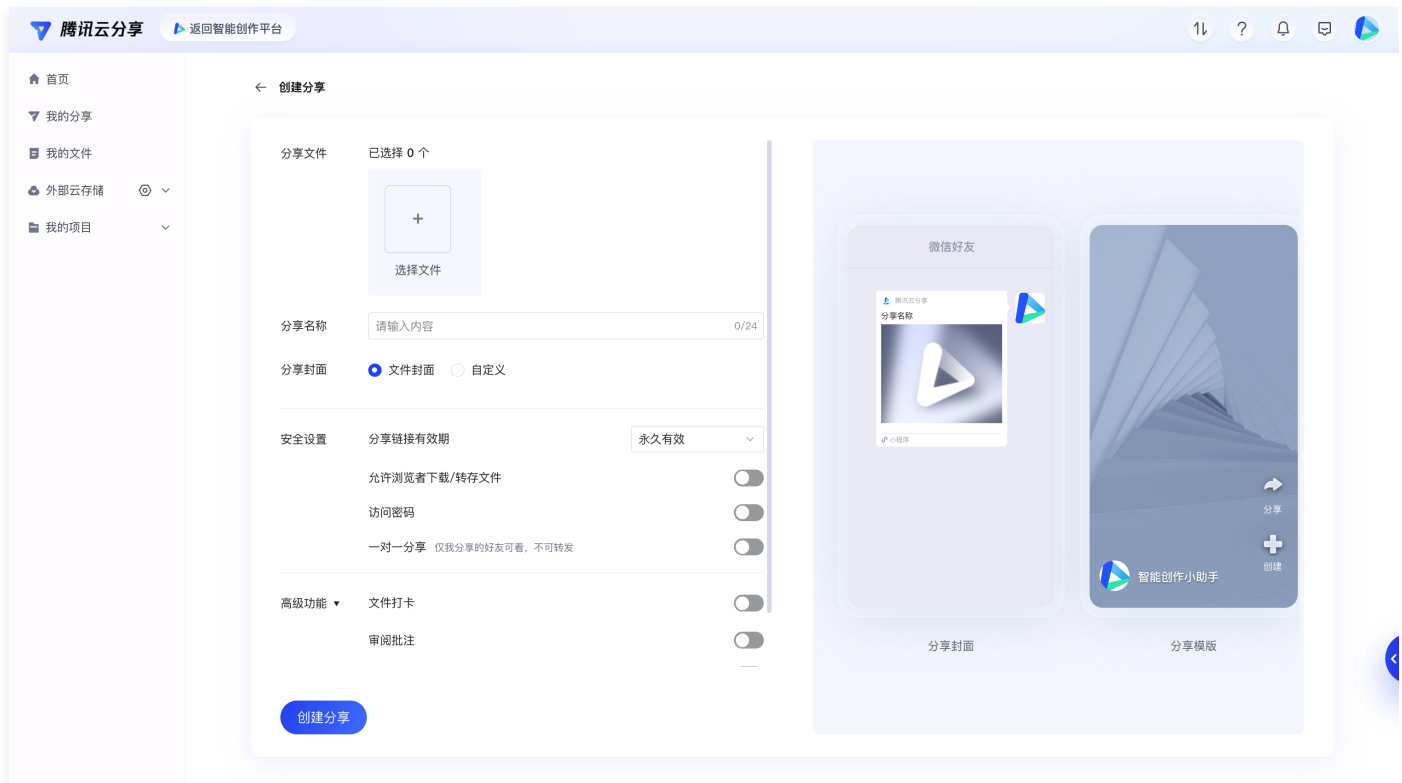 腾讯云分享
返回智能创作平台
首页
我的分享
我的文件
外部云存储
我的项目
创建分享
分享文件
已选择 0 个
+
选择文件
分享名称
请输入内容
0/24
分享封面
文件封面
自定义
安全设置
分享链接有效期
永久有效
允许浏览者下载/转存文件
访问密码
一对一分享 仅我分享的好友可看，不可转发
高级功能 ▼
文件打卡
审阅批注
创建分享
微信好友
腾讯云分享
分享名称
小程序
分享封面
分享
创建
智能创作小助手
分享模版